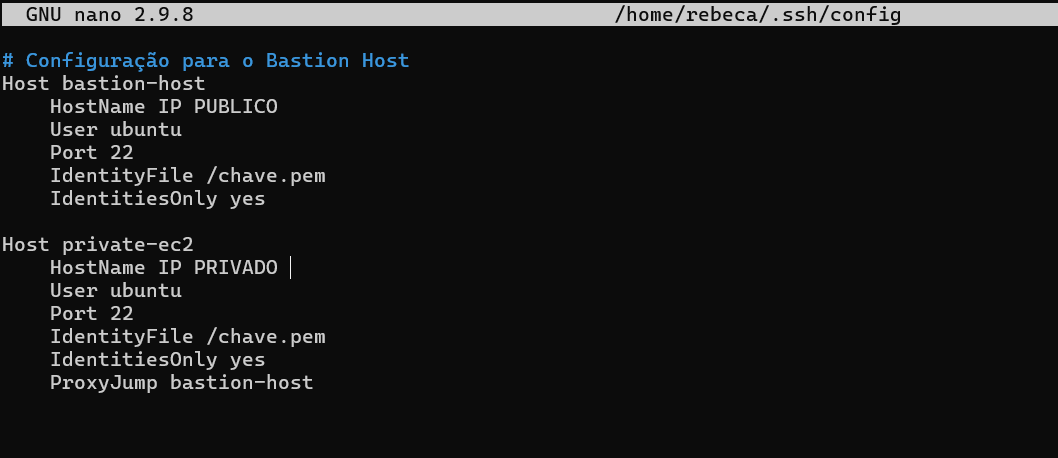 GNU nano 2.9.8 /home/rebeca/.ssh/config
# Configuração para o Bastion Host
Host bastion-host
    HostName IP PUBLICO
    User ubuntu
    Port 22
    IdentityFile /chave.pem
    IdentitiesOnly yes

Host private-ec2
    HostName IP PRIVADO
    User ubuntu
    Port 22
    IdentityFile /chave.pem
    IdentitiesOnly yes
    ProxyJump bastion-host